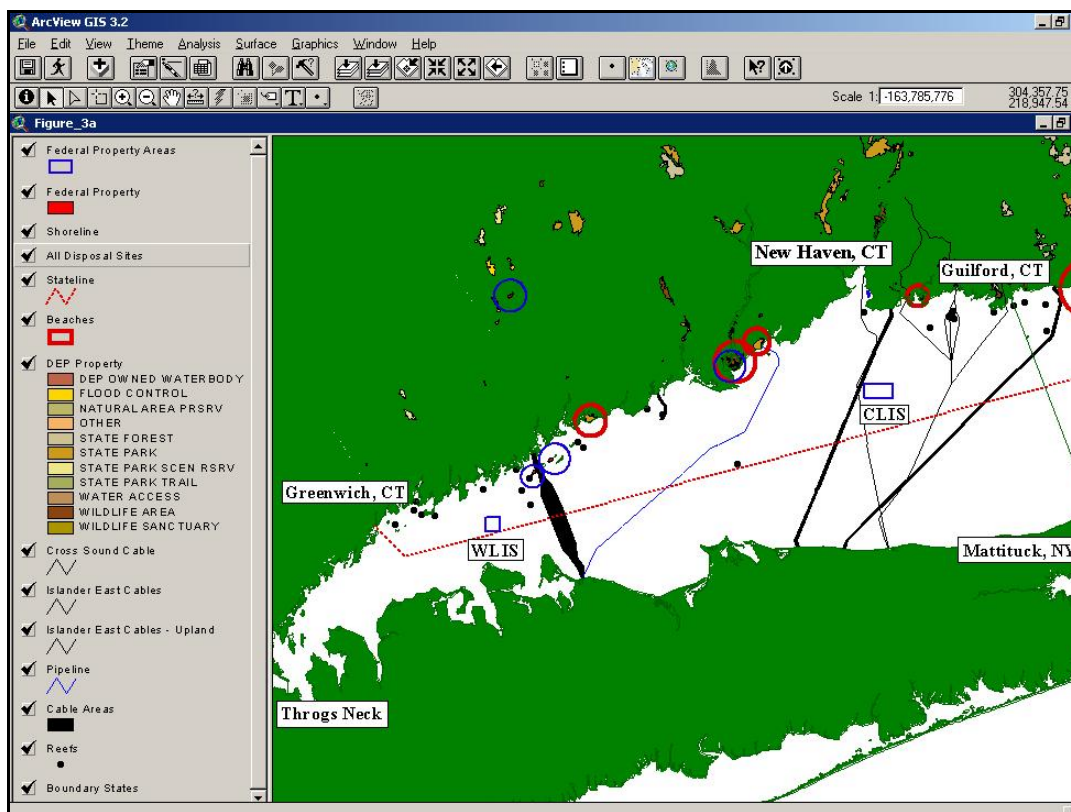 ArcView GIS 3.2
File Edit View Theme Analysis Surface Graphics Window Help
Scale 1: -163,785,776
304,357.75
218,947.54
Figure_3a
Federal Property Areas
Federal Property
Shoreline
All Disposal Sites
Stateline
Beaches
DEP Property
DEP OWNED WATERBODY
FLOOD CONTROL
NATURAL AREA PRSRV
OTHER
STATE FOREST
STATE PARK
STATE PARK SCEN RSRV
STATE PARK TRAIL
WATER ACCESS
WILDLIFE AREA
WILDLIFE SANCTUARY
Cross Sound Cable
Islander East Cables
Islander East Cables - Upland
Pipeline
Cable Areas
Reefs
Boundary States
New Haven, CT
Guilford, CT
CLIS
Greenwich, CT
WLIS
Mattituck, NY
Throgs Neck